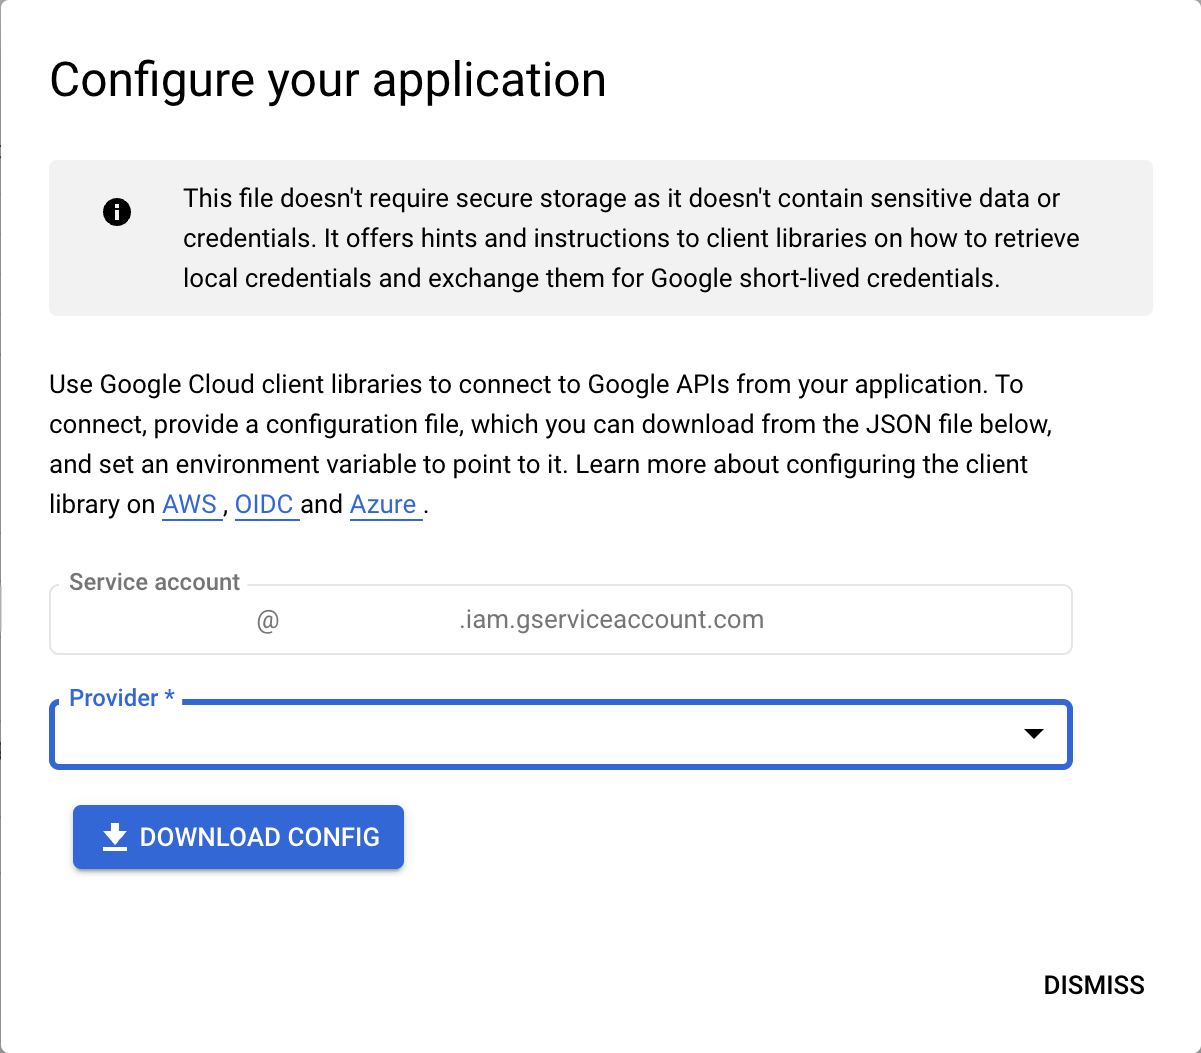 Configure your application
This file doesn't require secure storage as it doesn't contain sensitive data or
credentials. It offers hints and instructions to client libraries on how to retrieve
local credentials and exchange them for Google short-lived credentials.
Use Google Cloud client libraries to connect to Google APIs from your application. To
connect, provide a configuration file, which you can download from the JSON file below,
and set an environment variable to point to it. Learn more about configuring the client
library on AWS , OIDC and Azure .
Service account
@ .iam.gserviceaccount.com
Provider *
DOWNLOAD CONFIG
DISMISS